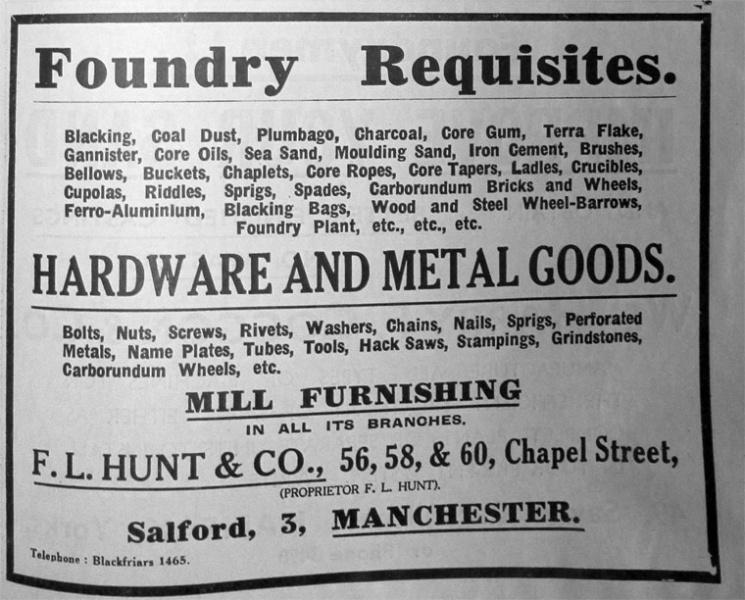 Foundry Requisites.
Blacking, Coal Dust, Plumbago, Charcoal, Core Gum, Terra Flake,
Gannister, Core Oils, Sea Sand, Moulding Sand, Iron Cement, Brushes,
Bellows, Buckets, Chaplets, Core Ropes, Core Tapers, Ladles, Crucibles,
Cupolas, Riddles, Sprigs, Spades, Carborundum Bricks and Wheels,
Ferro-Aluminium, Blacking Bags, Wood and Steel Wheel-Barrows,
Foundry Plant, etc., etc., etc.
HARDWARE AND METAL GOODS.
Bolts, Nuts, Screws, Rivets, Washers, Chains, Nails, Sprigs, Perforated
Metals, Name Plates, Tubes, Tools, Hack Saws, Stampings, Grindstones,
Carborundum Wheels, etc.
MILL FURNISHING
IN ALL ITS BRANCHES.
F. L. HUNT & CO., 56, 58, & 60, Chapel Street,
(PROPRIETOR F. L. HUNT).
Salford, 3, MANCHESTER.
Telephone : Blackfriars 1465.